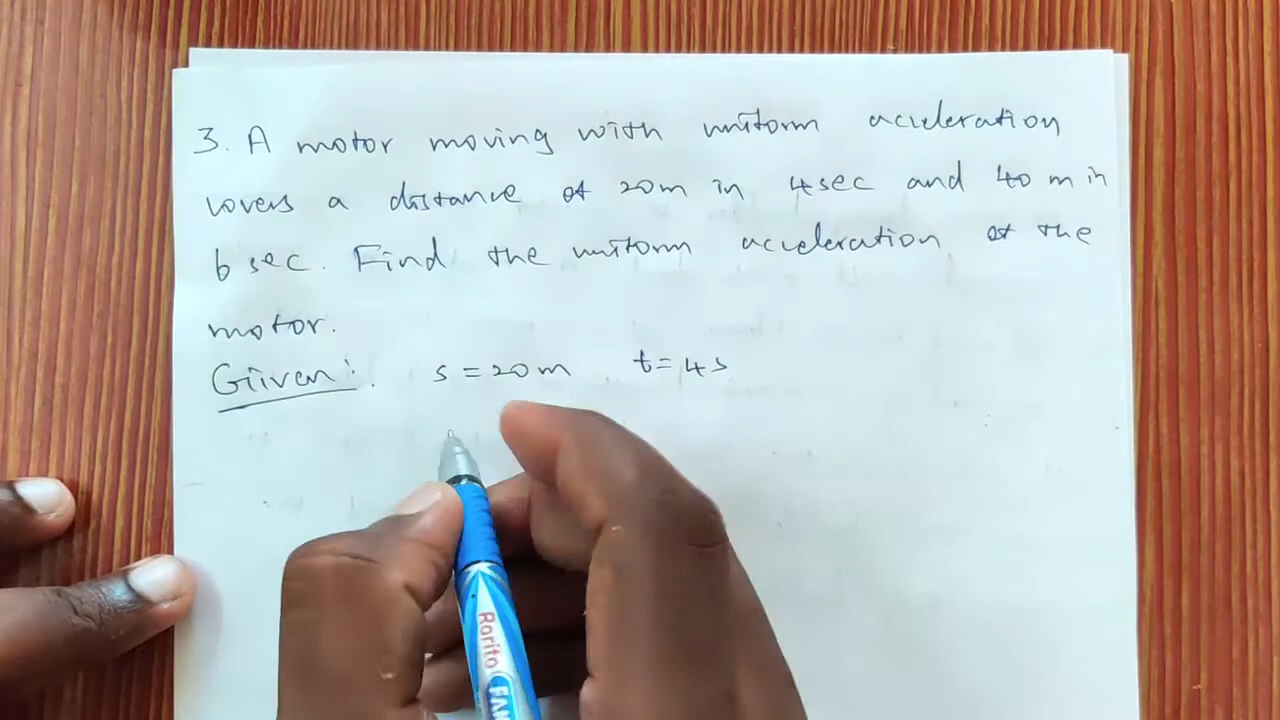 3. A motor moving with uniform acceleration
covers a distance of 20m in 4sec and 40 m in
6 sec. Find the uniform acceleration of the
motor.
Given: s = 20m t = 4s
Rorito FAN